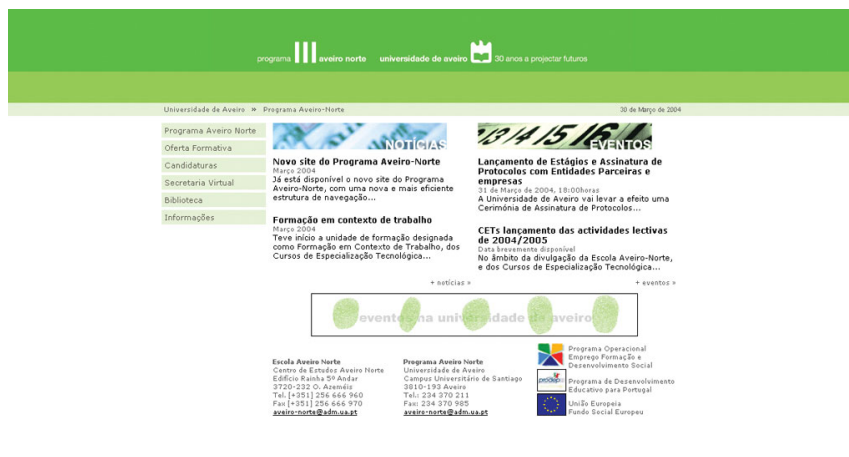 programa III aveiro norte universidade de aveiro 30 anos a projectar futuros
Universidade de Aveiro » Programa Aveiro-Norte
30 de Março de 2004
Programa Aveiro Norte
Oferta Formativa
Candidaturas
Secretaria Virtual
Biblioteca
Informações
NOTÍCIAS
Novo site do Programa Aveiro-Norte
Março 2004
Já está disponível o novo site do Programa
Aveiro-Norte, com uma nova e mais eficiente
estrutura de navegação...
Formação em contexto de trabalho
Março 2004
Teve início a unidade de formação designada
como Formação em Contexto de Trabalho, dos
Cursos de Especialização Tecnológica...
+ notícias »
13 14 15 16
EVENTOS
Lançamento de Estágios e Assinatura de
Protocolos com Entidades Parceiras e
empresas
31 de Março de 2004, 18:00horas
A Universidade de Aveiro vai levar a efeito uma
Cerimónia de Assinatura de Protocolos...
CETs lançamento das actividades lectivas
de 2004/2005
Data brevemente disponível
No âmbito da divulgação da Escola Aveiro-Norte,
e dos Cursos de Especialização Tecnológica...
+ eventos »
eventos na universidade de aveiro
Escola Aveiro Norte
Centro de Estudos Aveiro Norte
Edifício Rainha 5º Andar
3720-232 O. Azeméis
Tel. [+351] 256 666 960
Fax [+351] 256 666 970
aveiro-norte@adm.ua.pt
Programa Aveiro Norte
Universidade de Aveiro
Campus Universitário de Santiago
3810-193 Aveiro
Tel.: 234 370 211
Fax: 234 370 985
aveiro-norte@adm.ua.pt
Programa Operacional
Emprego Formação e
Desenvolvimento Social
prodep
Programa de Desenvolvimento
Educativo para Portugal
União Europeia
Fundo Social Europeu